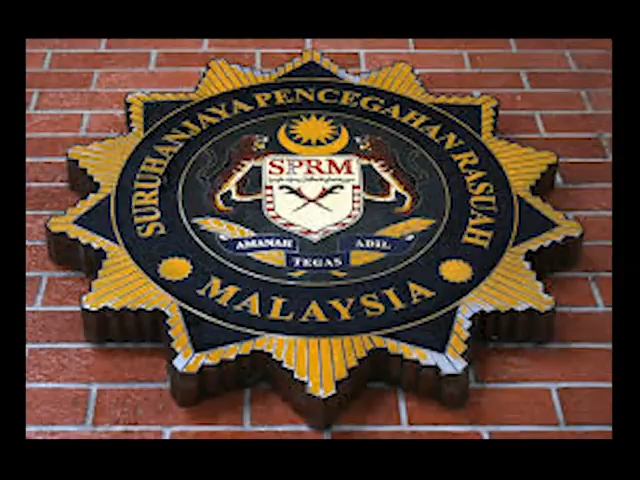 SURUHANJAYA PENCEGAHAN RASUAH
SPRM
AMANAH
TEGAS
ADIL
MALAYSIA